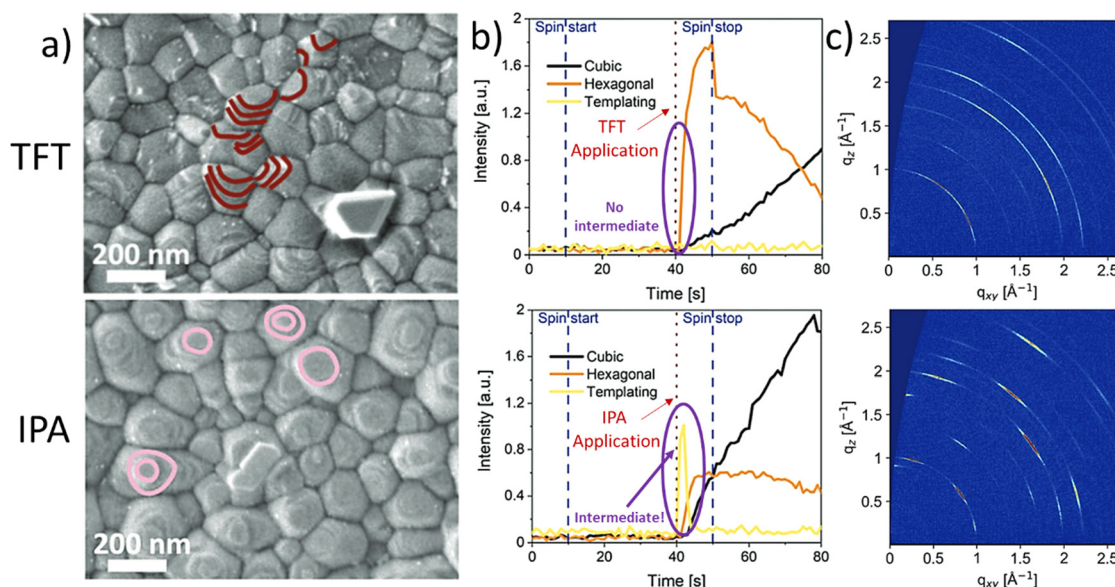 a)
TFT
200 nm
IPA
200 nm
b)
Intensity [a.u.]
2
1.6
1.2
0.8
0.4
0
Spin start
Spin stop
Cubic
Hexagonal
Templating
TFT
Application
No
intermediate
0 20 40 60 80
Time [s]
Intensity [a.u.]
2
1.6
1.2
0.8
0.4
0
Spin start
Spin stop
Cubic
Hexagonal
Templating
IPA
Application
Intermediate!
0 20 40 60 80
Time [s]
c)
qz [Å⁻¹]
2.5
2
1.5
1
0.5
0 0.5 1 1.5 2 2.5
qxy [Å⁻¹]
qz [Å⁻¹]
2.5
2
1.5
1
0.5
0 0.5 1 1.5 2 2.5
qxy [Å⁻¹]